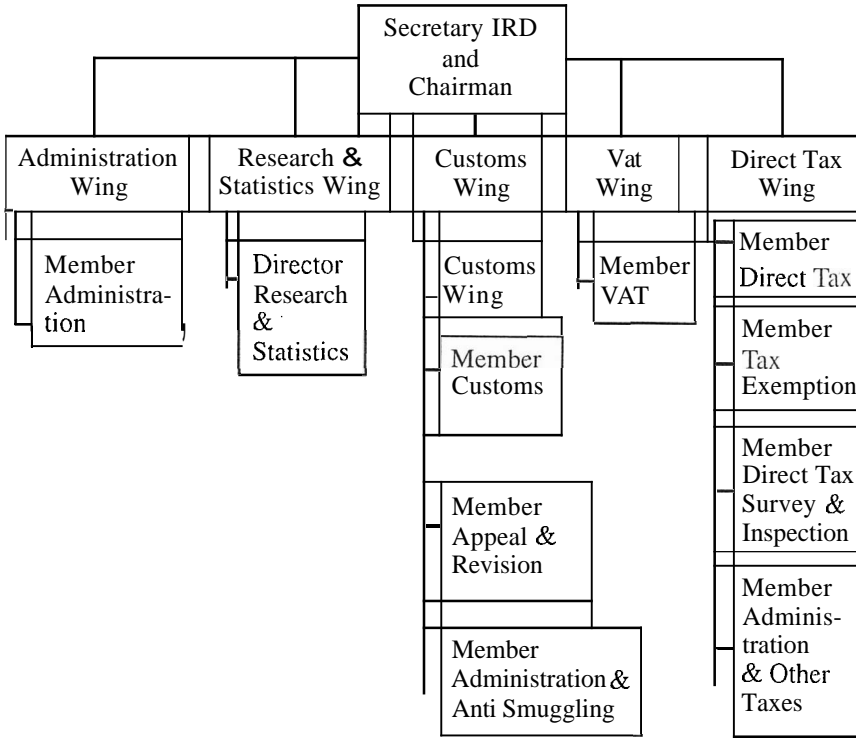 Secretary IRD
and
Chairman
Administration
Wing
Research &
Statistics Wing
Customs
Wing
Vat
Wing
Direct Tax
Wing
Member
Administra-
tion
Director
Research
&
Statistics
Customs
Wing
Member
Customs
Member
Appeal &
Revision
Member
Administration &
Anti Smuggling
Member
VAT
Member
Direct Tax
Member
Tax
Exemption
Member
Direct Tax
Survey &
Inspection
Member
Adminis-
tration
& Other
Taxes